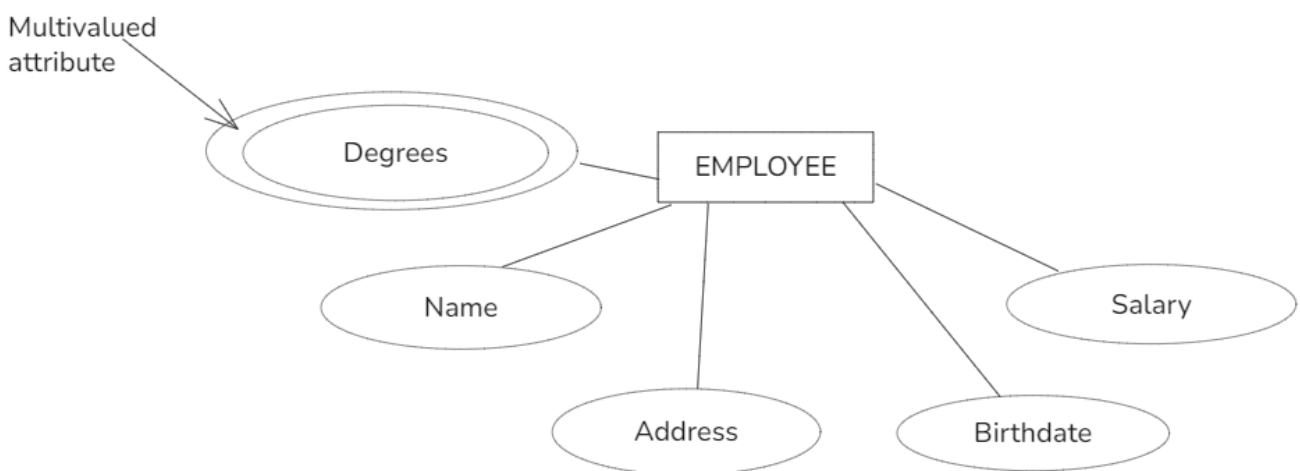 Multivalued
attribute
Degrees
EMPLOYEE
Name
Salary
Address
Birthdate